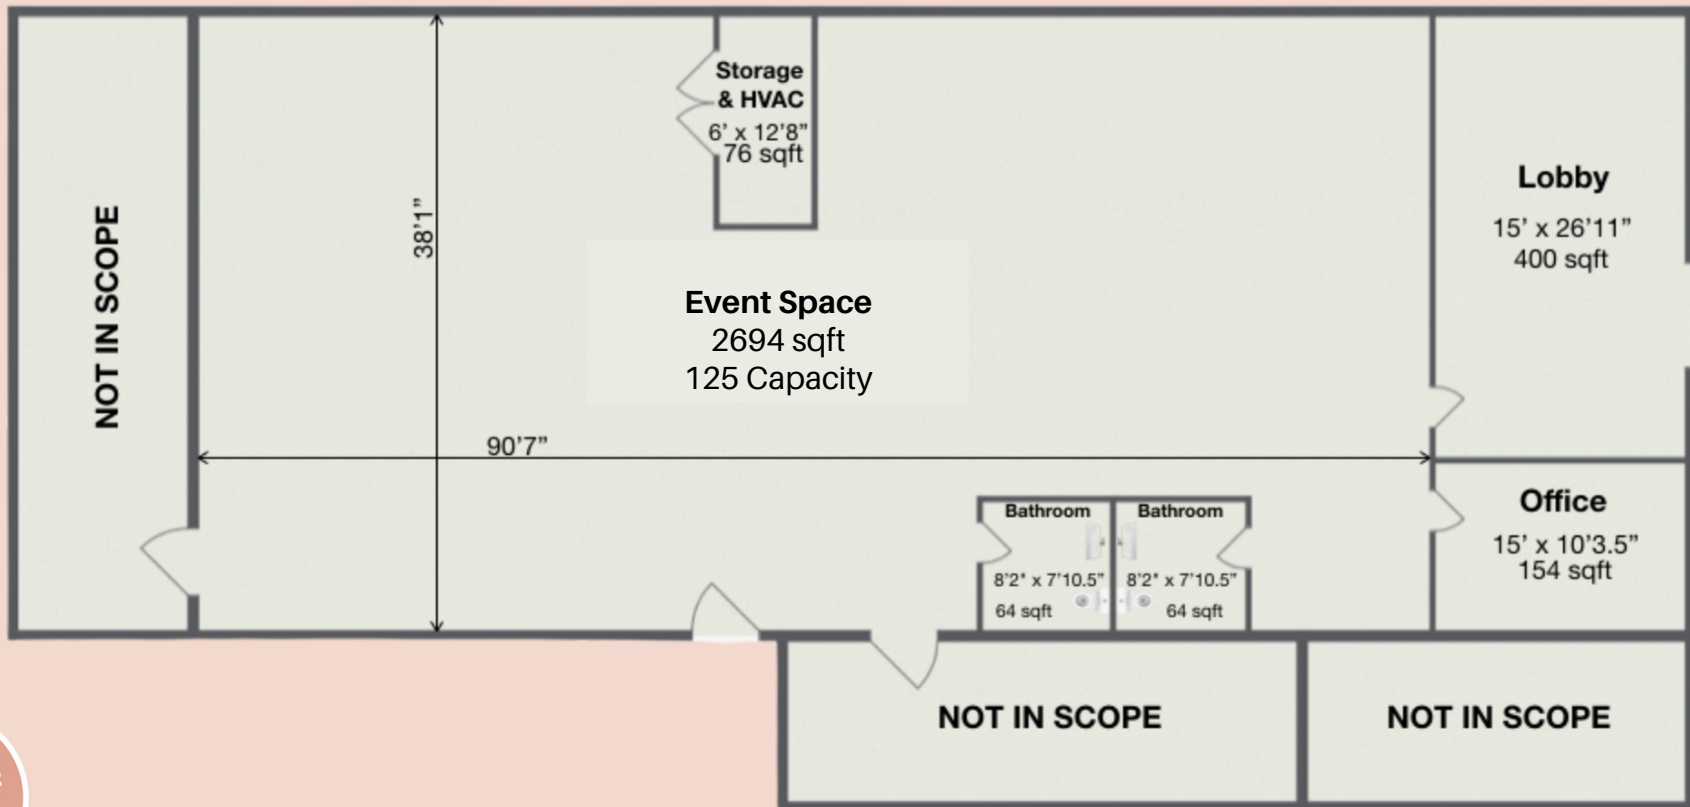 Storage
& HVAC
6’ x 12’8”
76 sqft
NOT IN SCOPE
38’1”
Lobby
15’ x 26’11”
400 sqft
Event Space
2694 sqft
125 Capacity
90’7”
Bathroom
8’2" x 7’10.5”
64 sqft
Bathroom
8’2" x 7’10.5”
64 sqft
Office
15’ x 10’3.5”
154 sqft
NOT IN SCOPE
NOT IN SCOPE